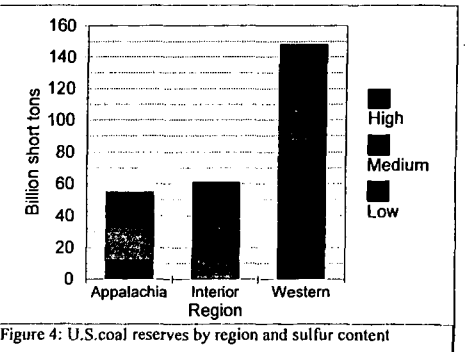 160
140
120
100
80
60
40
20
0
Billion short tons
Appalachia Interior Western
Region
High
Medium
Low
Figure 4: U.S.coal reserves by region and sulfur content